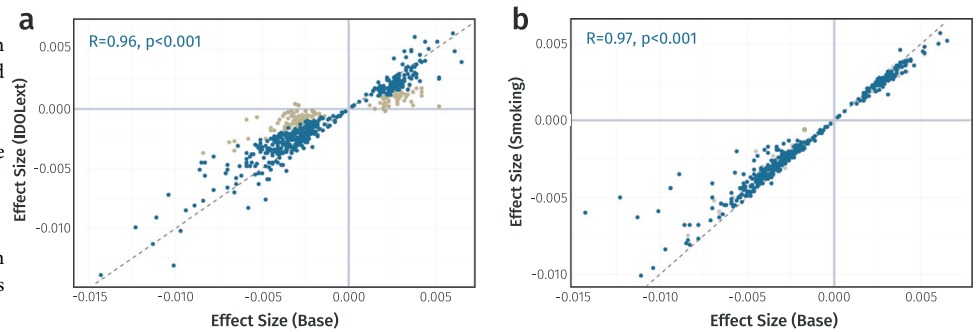 a
R=0.96, p<0.001
Effect Size (IDOLext)
0.005
0.000
-0.005
-0.010
-0.015
-0.010
-0.005
0.000
0.005
Effect Size (Base)
b
R=0.97, p<0.001
Effect Size (Smoking)
0.005
0.000
-0.005
-0.010
-0.015
-0.010
-0.005
0.000
0.005
Effect Size (Base)